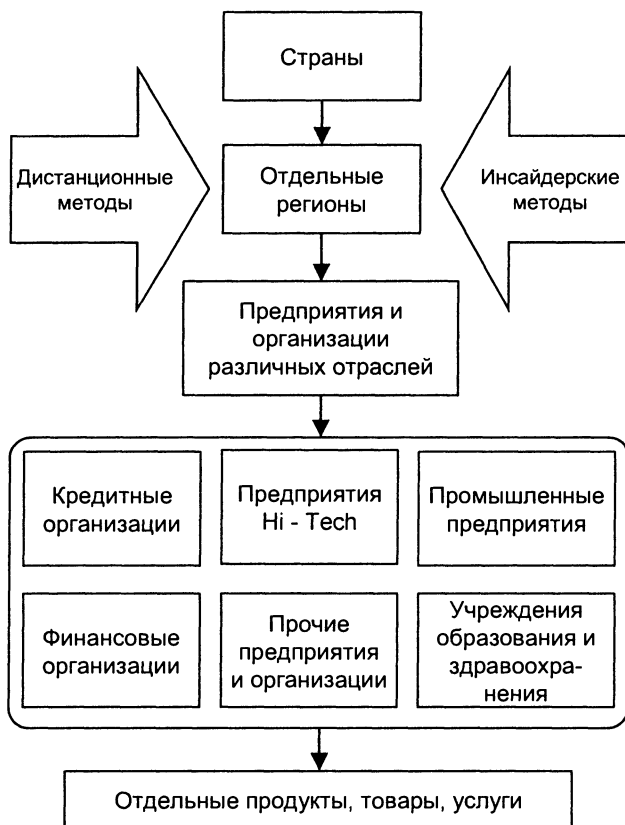 Страны
Дистанционные
методы
Отдельные
регионы
Инсайдерские
методы
Предприятия и
организации
различных отраслей
Кредитные
организации
Предприятия
Hi - Tech
Промышленные
предприятия
Финансовые
организации
Прочие
предприятия
и организации
Учреждения
образования и
здравоохра-
нения
Отдельные продукты, товары, услуги